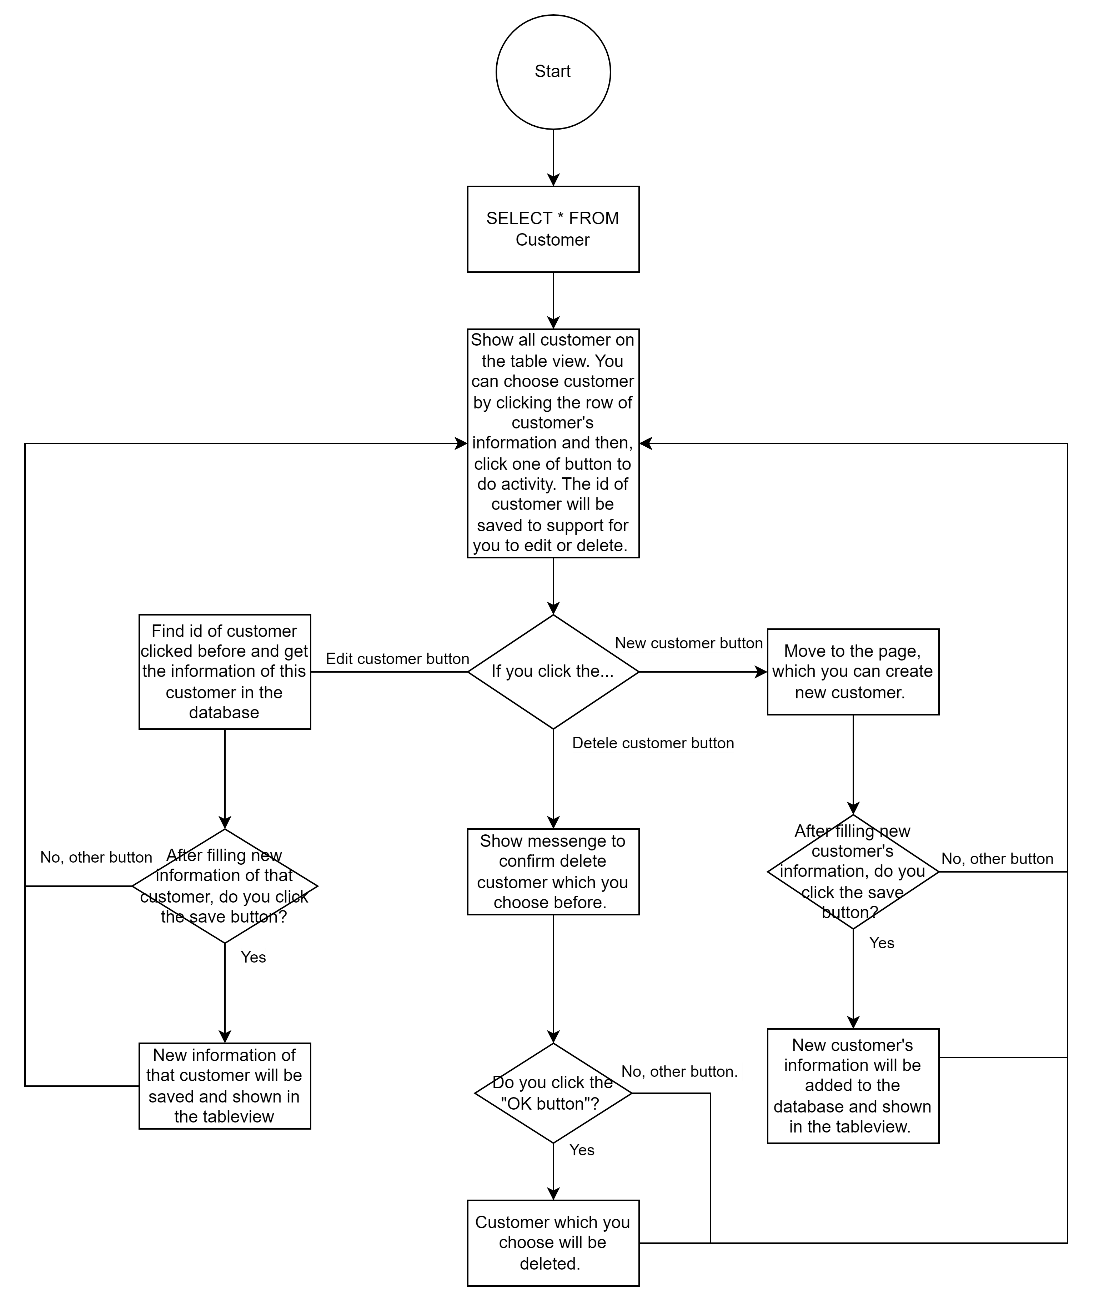 Start
SELECT * FROM
Customer
Show all customer on
the table view. You
can choose customer
by clicking the row of
customer's
information and then,
click one of button to
do activity. The id of
customer will be
saved to support for
you to edit or delete.
Find id of customer
clicked before and get
the information of this
customer in the
database
Edit customer button
If you click the...
New customer button
Move to the page,
which you can create
new customer.
Detele customer button
No, other button
After filling new
information of that
customer, do you click
the save button?
Yes
Show messenge to
confirm delete
customer which you
choose before.
After filling new
customer's
information, do you
click the save
button?
No, other button
Yes
New information of
that customer will be
saved and shown in
the tableview
Do you click the
"OK button"?
No, other button.
Yes
New customer's
information will be
added to the
database and shown
in the tableview.
Customer which you
choose will be
deleted.